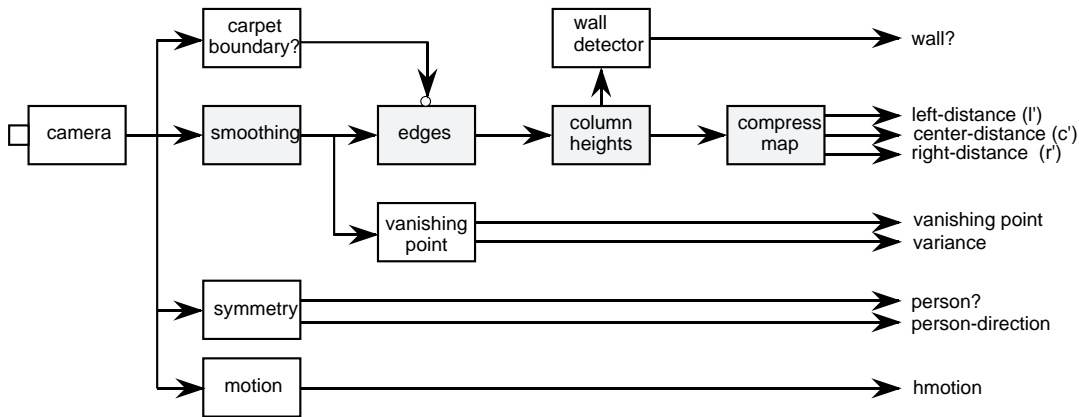 carpet
boundary?
wall
detector
wall?
camera
smoothing
edges
column
heights
compress
map
left-distance (l')
center-distance (c')
right-distance  (r')
vanishing
point
vanishing point
variance
symmetry
person?
person-direction
motion
hmotion